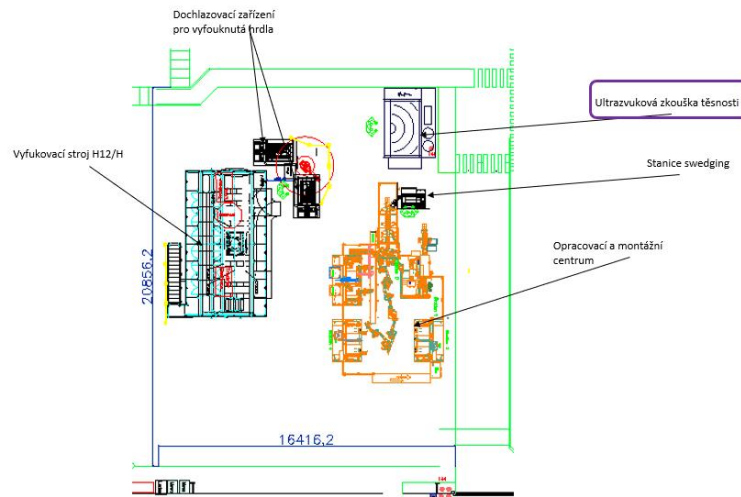 Dochlazovací zařízení
pro vyfouknutá hrdla
Ultrazvuková zkouška těsnosti
Vyfukovací stroj H12/H
Stanice swedging
Opracovací a montážní
centrum
20856,2
16416,2